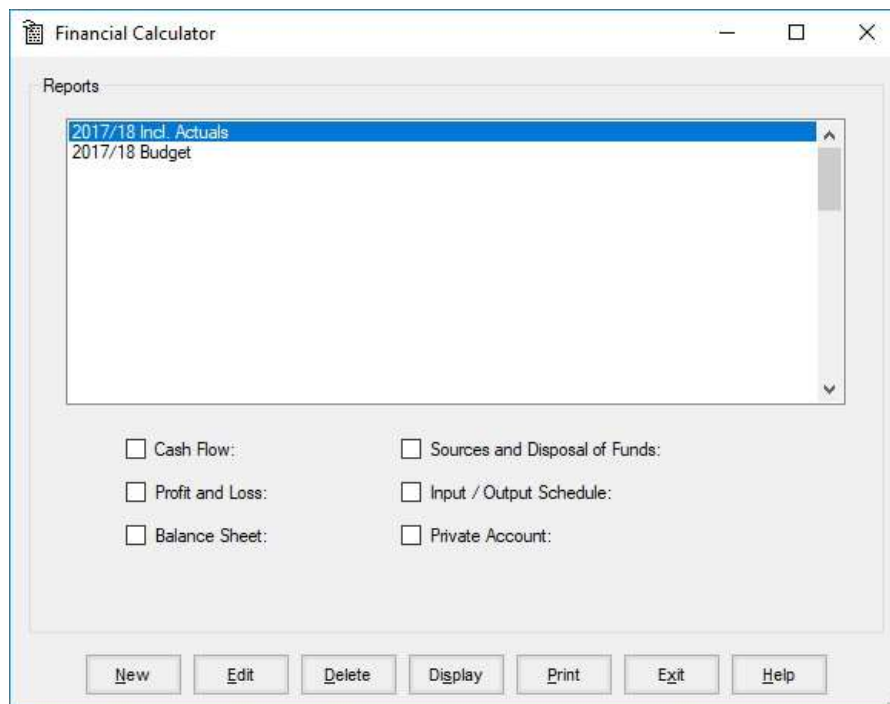 Financial Calculator
Reports
2017/18 Incl. Actuals
2017/18 Budget
Cash Flow: Sources and Disposal of Funds:
Profit and Loss: Input / Output Schedule:
Balance Sheet: Private Account:
New Edit Delete Display Print Exit Help